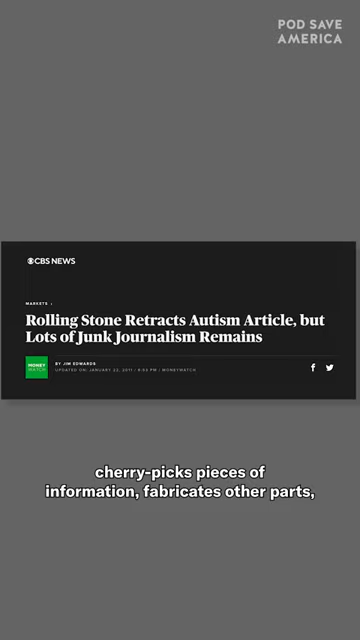 POD SAVE
AMERICA
CBS NEWS
MARKETS
Rolling Stone Retracts Autism Article, but
Lots of Junk Journalism Remains
MONEY
WATCH
BY JIM EDWARDS
UPDATED ON: JANUARY 23, 2011 / 6:53 PM / MONEYWATCH
cherry-picks pieces of
information, fabricates other parts,